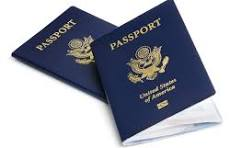 PASSPORT
PASSPORT
United States
of America